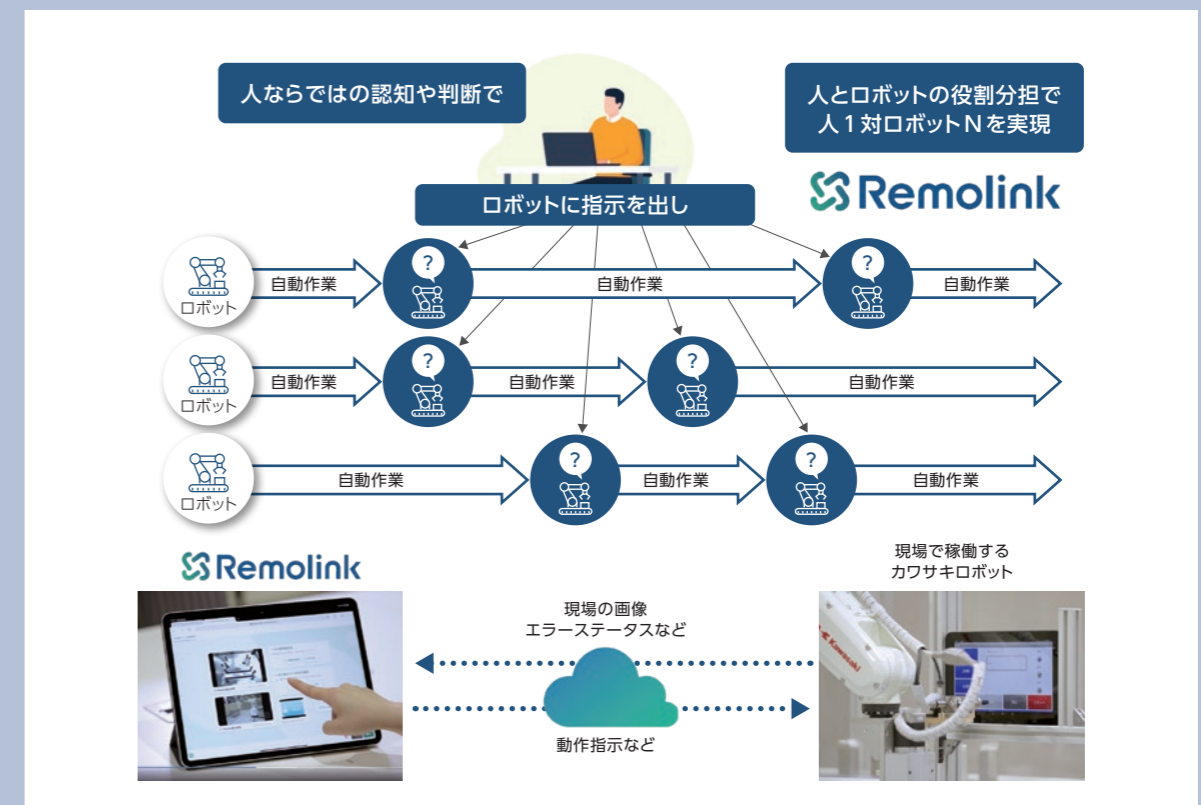 人ならではの認知や判断で
人とロボットの役割分担で
人1対ロボットNを実現
Remolink
ロボットに指示を出し
?
?
ロボット
自動作業
自動作業
自動作業
?
?
ロボット
自動作業
自動作業
自動作業
?
?
ロボット
自動作業
自動作業
自動作業
Remolink
現場で稼働する
カワサキロボット
現場の画像
エラーステータスなど
Kawasaki
動作指示など